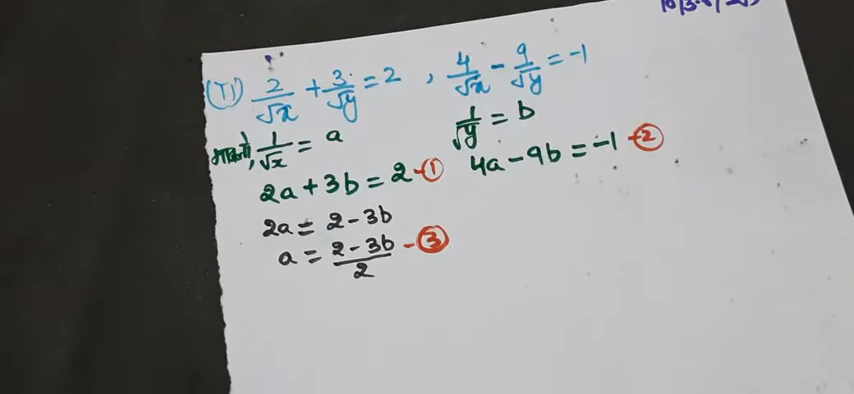 (ii) 2/√x + 3/√y = 2 , 4/√x - 9/√y = -1
माना, 1/√x = a 1/√y = b
2a + 3b = 2 - ① 4a - 9b = -1 - ②
2a = 2 - 3b
a = (2 - 3b)/2 - ③